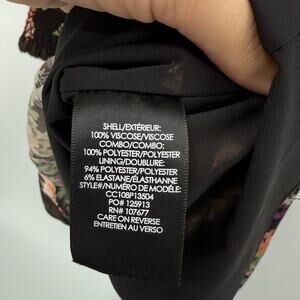 SHELL/EXTÉRIEUR:
100% VISCOSE/VISCOSE
COMBO/COMBO:
100% POLYESTER/POLYESTER
LINING/DOUBLURE:
94% POLYESTER/POLYESTER
6% ELASTANE/ÉLASTHANNE
STYLE#/NUMÉRO DE MODÈLE:
CC108P13504
PO# 125913
RN# 107677
CARE ON REVERSE
ENTRETIEN AU VERSO